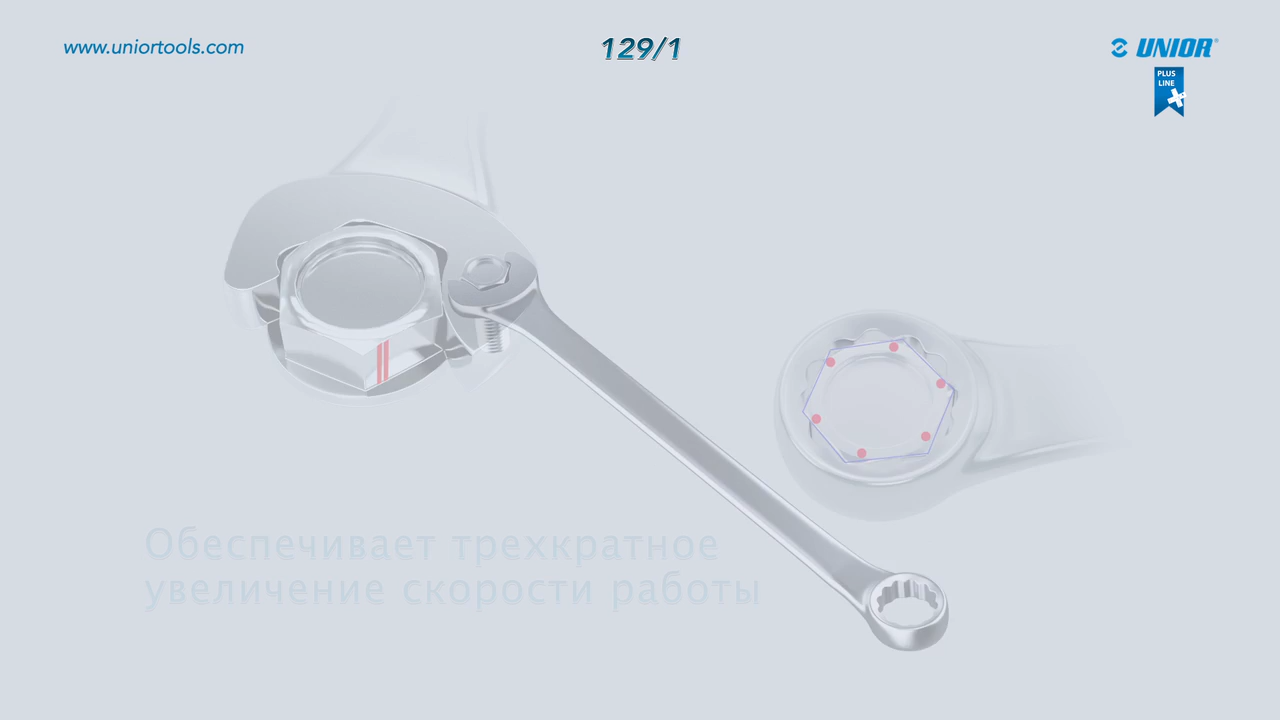 www.uniortools.com
129/1
UNIOR®
PLUS
LINE
Обеспечивает трехкратное
увеличение скорости работы